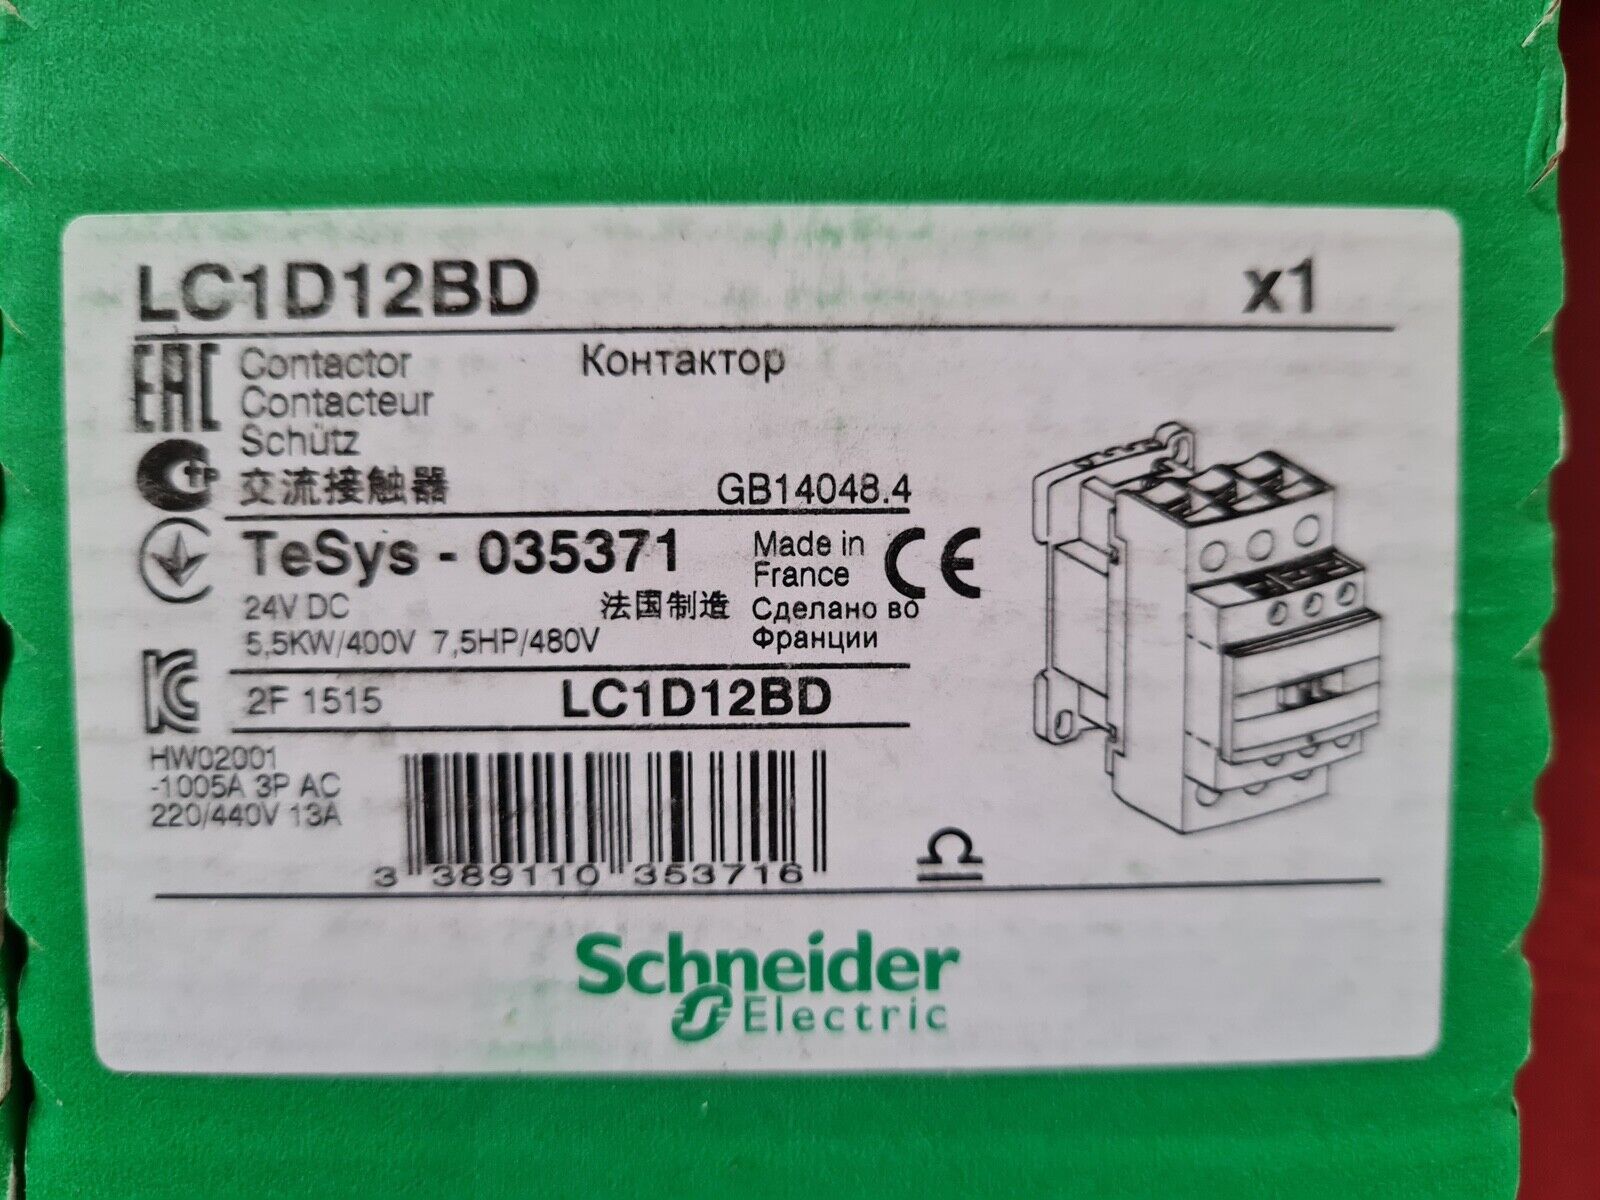 LC1D12BD x1
EAC Contactor Контактор
Contacteur
Schütz
交流接触器 GB14048.4
TeSys - 035371 Made in France CE
24V DC 法国制造 Сделано во
5,5KW/400V 7,5HP/480V Франции
2F 1515 LC1D12BD
HW02001
-1005A 3P AC
220/440V 13A
3 389110 353716
Schneider
Electric